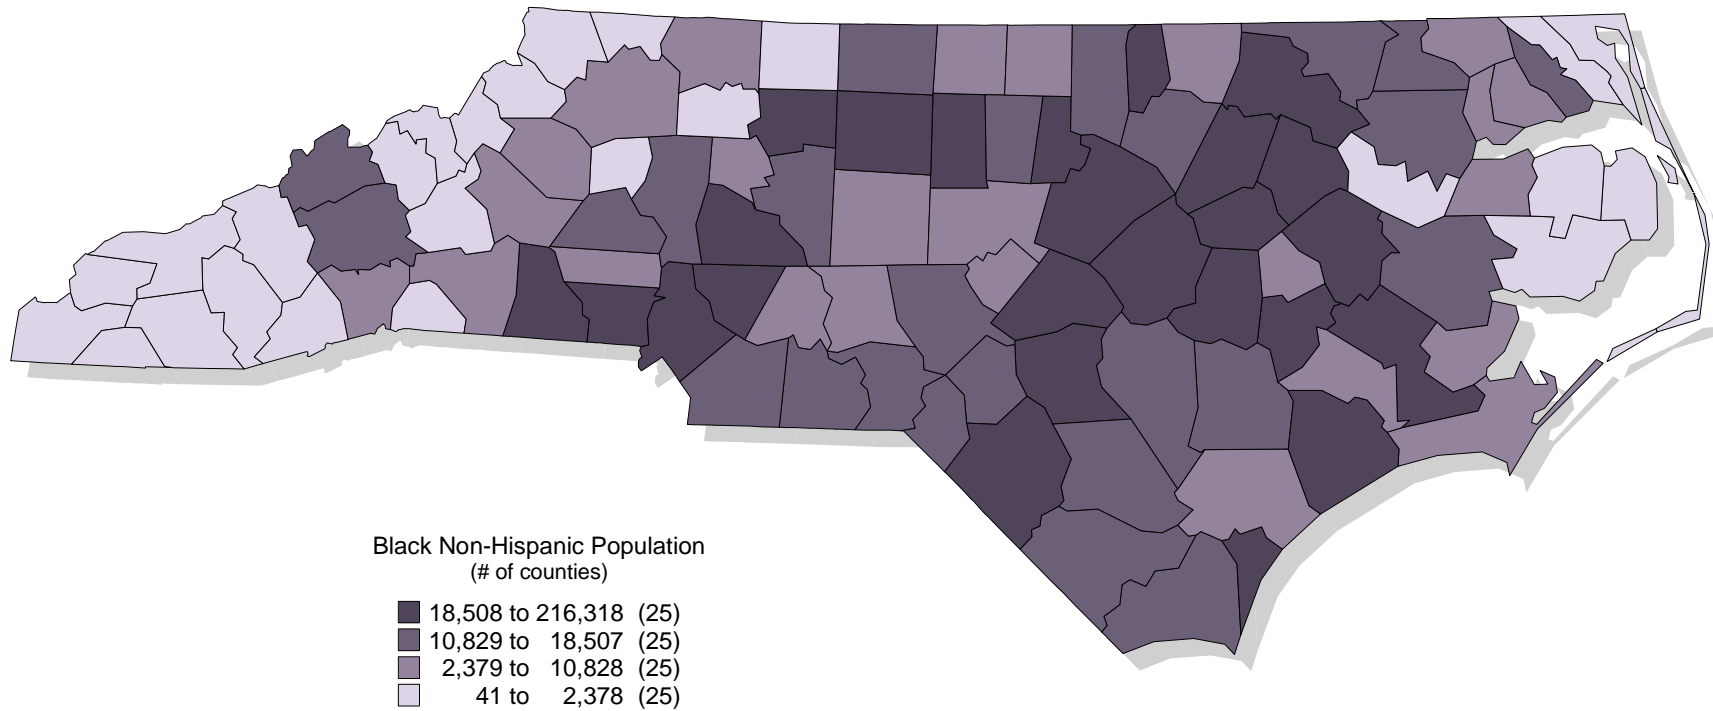 Black Non-Hispanic Population
(# of counties)
18,508 to 216,318 (25)
10,829 to 18,507 (25)
2,379 to 10,828 (25)
41 to 2,378 (25)